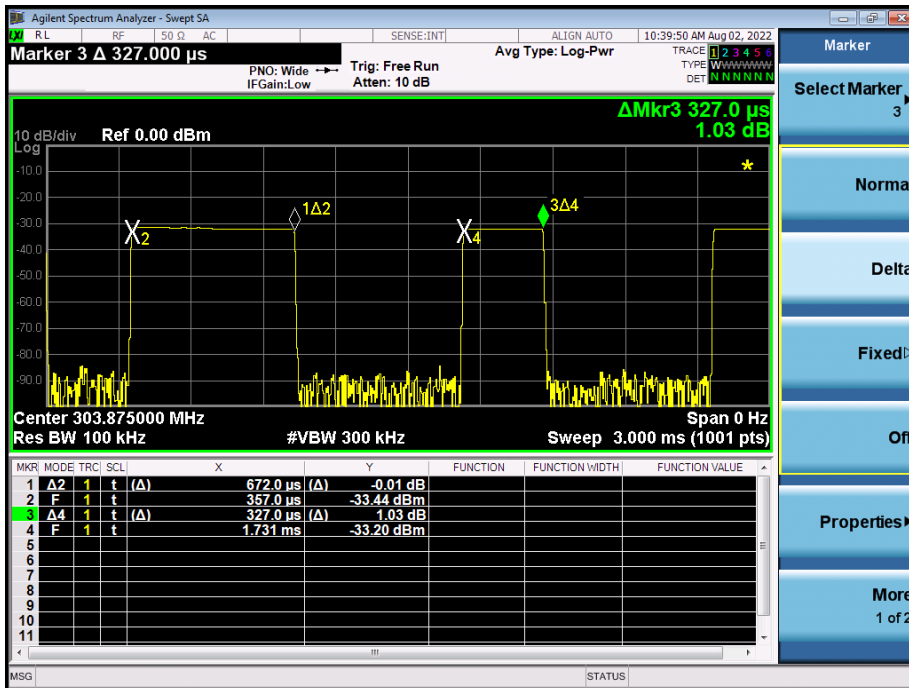 Agilent Spectrum Analyzer - Swept SA
LXI RL RF 50 Ω AC SENSE:INT ALIGN AUTO 10:39:50 AM Aug 02, 2022
Marker 3 Δ 327.000 µs
PNO: Wide
IFGain:Low
Trig: Free Run
Atten: 10 dB
Avg Type: Log-Pwr
TRACE 1 2 3 4 5 6
TYPE WWWWWW
DET N N N N N N
ΔMkr3 327.0 µs
1.03 dB
10 dB/div Ref 0.00 dBm
Log
-10.0
-20.0
-30.0
-40.0
-50.0
-60.0
-70.0
-80.0
-90.0
X2
1Δ2
X4
3Δ4
*
Center 303.875000 MHz Span 0 Hz
Res BW 100 kHz #VBW 300 kHz Sweep 3.000 ms (1001 pts)
MKR MODE TRC SCL X Y FUNCTION FUNCTION WIDTH FUNCTION VALUE
1 Δ2 1 t (Δ) 672.0 µs (Δ) -0.01 dB
2 F 1 t 357.0 µs -33.44 dBm
3 Δ4 1 t (Δ) 327.0 µs (Δ) 1.03 dB
4 F 1 t 1.731 ms -33.20 dBm
5
6
7
8
9
10
11
MSG STATUS
Marker
Select Marker
3
Norma
Delta
Fixed
Of
Properties
More
1 of 2